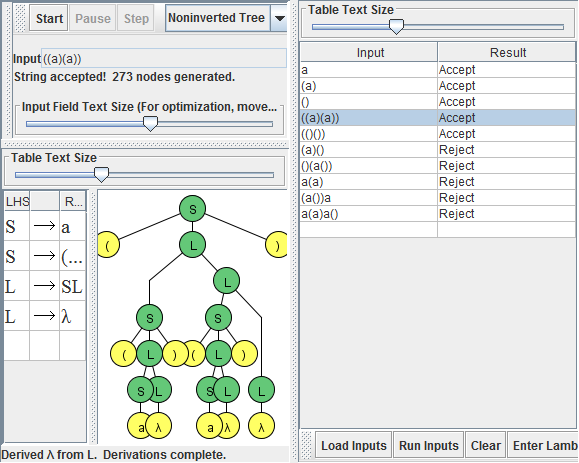 Start Pause Step Noninverted Tree
Input ((a)(a))
String accepted! 273 nodes generated.
Input Field Text Size (For optimization, move...
Table Text Size
LHS R...
S → a
S → (...
L → SL
L → λ
S
( L )
L
S S
( L ) ( L )
S L S L L
a λ a λ λ
Derived λ from L. Derivations complete.
Table Text Size
Input Result
a Accept
(a) Accept
() Accept
((a)(a)) Accept
(()()) Accept
(a)() Reject
()(a()) Reject
a(a) Reject
(a())a Reject
a(a)a() Reject
Load Inputs Run Inputs Clear Enter Lamb